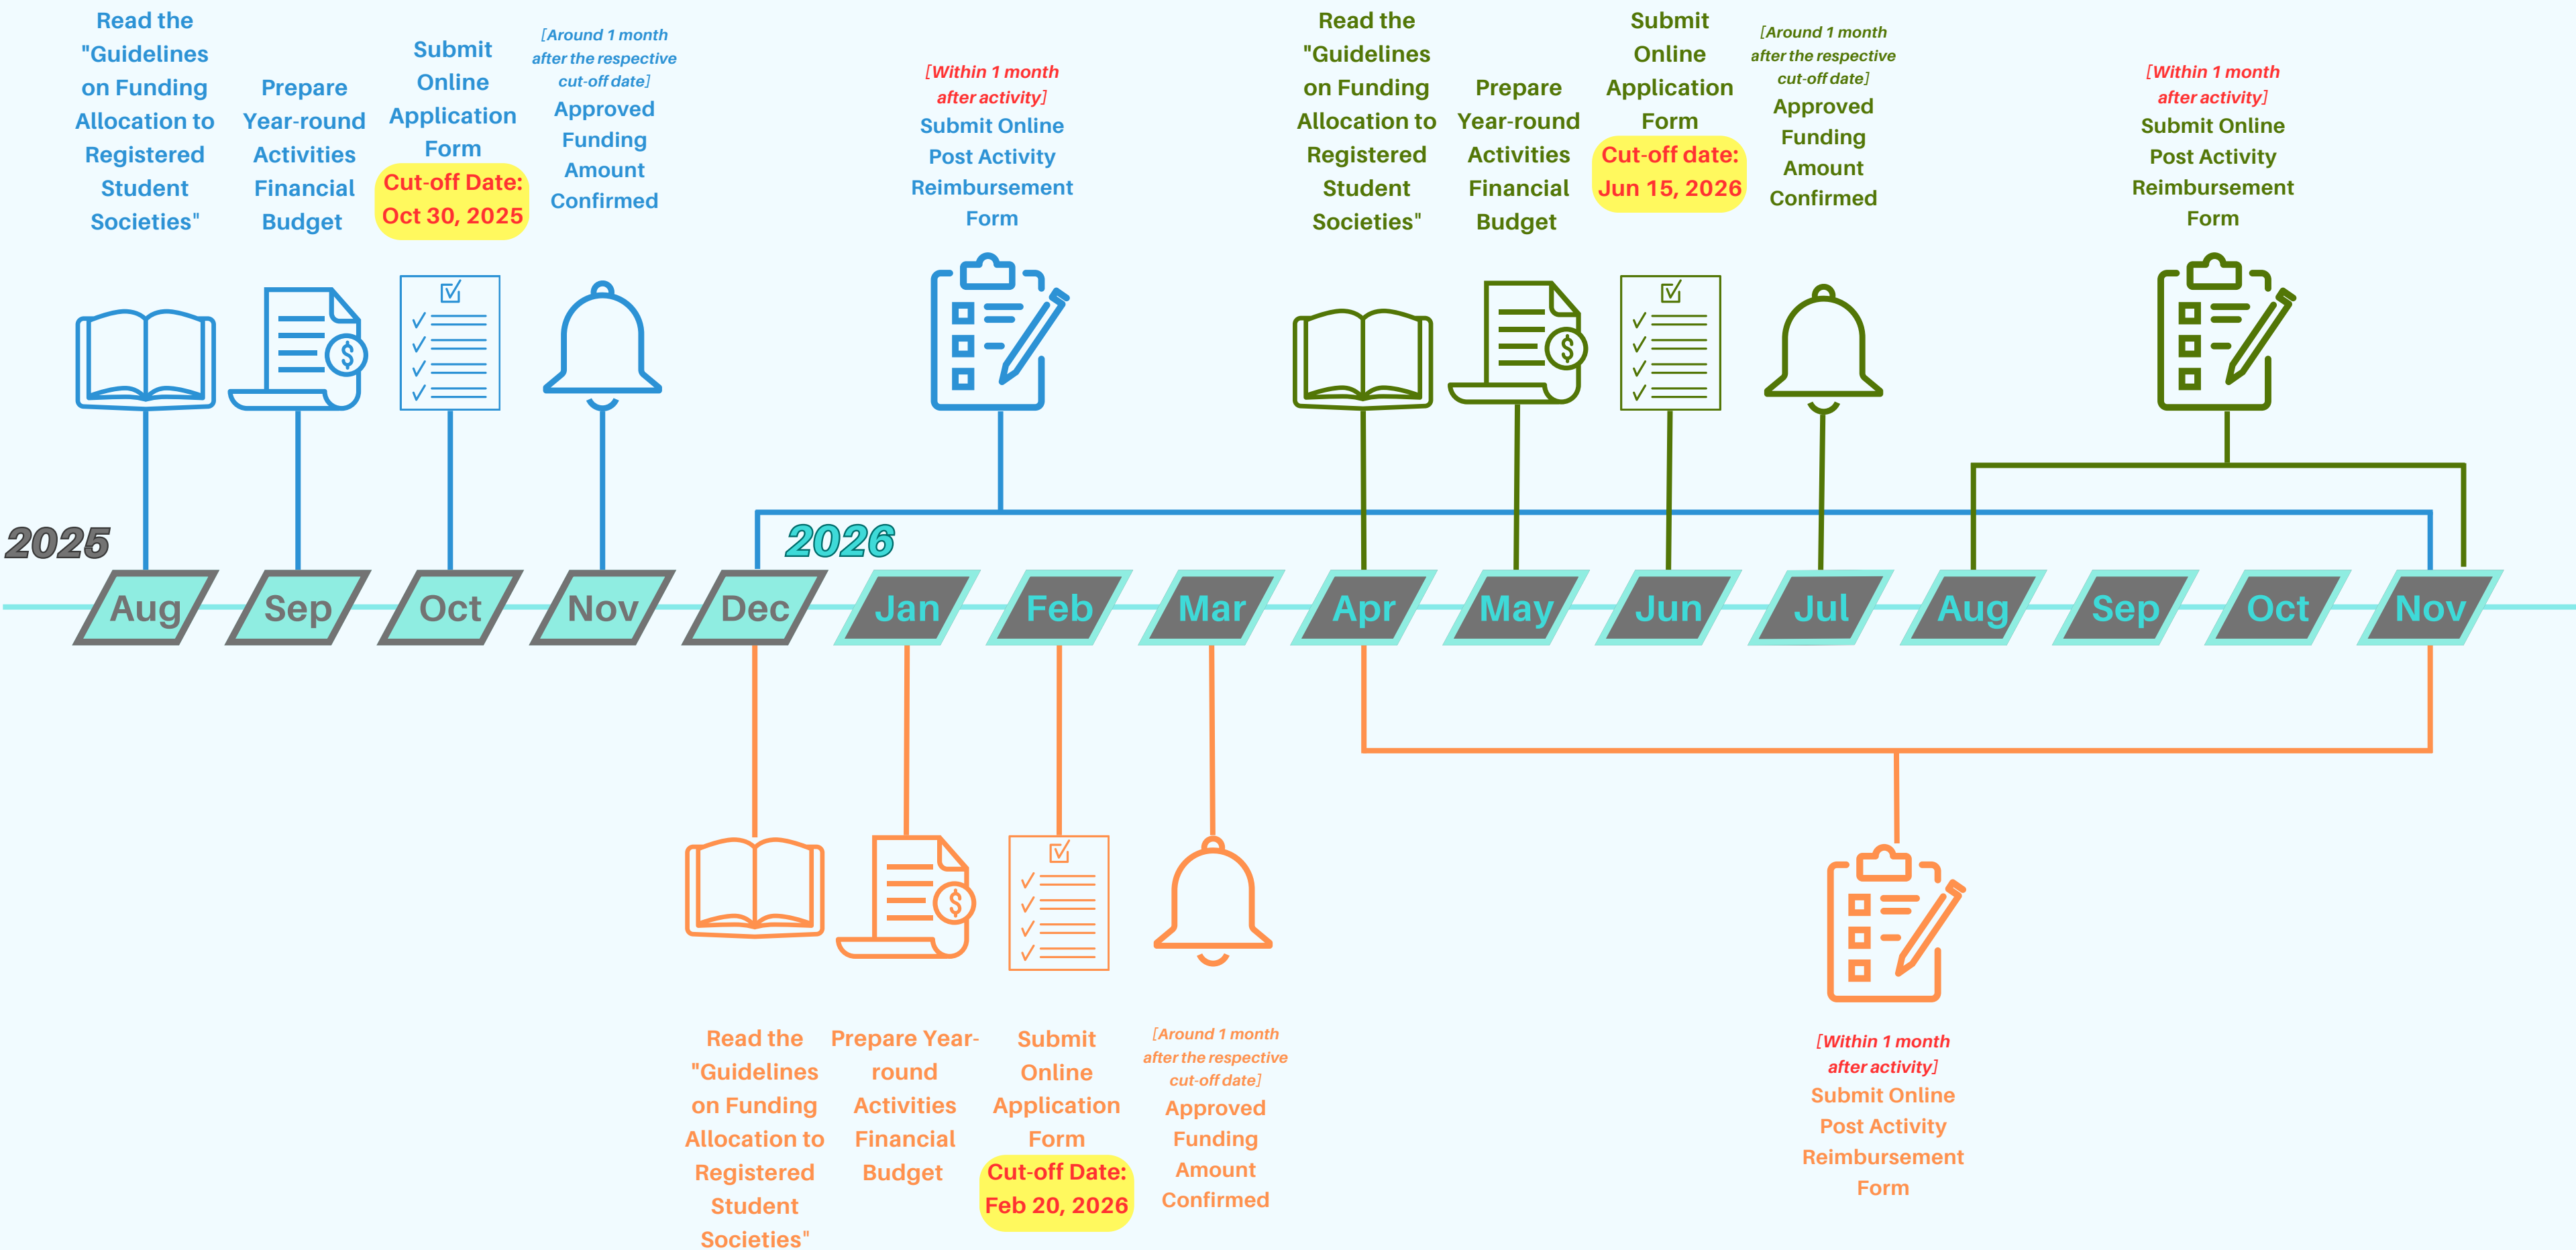 Read the
"Guidelines
on Funding
Allocation to
Registered
Student
Societies"
Prepare
Year-round
Activities
Financial
Budget
Submit
Online
Application
Form
Cut-off Date:
Oct 30, 2025
[Around 1 month
after the respective
cut-off date]
Approved
Funding
Amount
Confirmed
[Within 1 month
after activity]
Submit Online
Post Activity
Reimbursement
Form
Read the
"Guidelines
on Funding
Allocation to
Registered
Student
Societies"
Prepare
Year-round
Activities
Financial
Budget
Submit
Online
Application
Form
Cut-off date:
Jun 15, 2026
[Around 1 month
after the respective
cut-off date]
Approved
Funding
Amount
Confirmed
[Within 1 month
after activity]
Submit Online
Post Activity
Reimbursement
Form
$
$
2025
2026
Aug
Sep
Oct
Nov
Dec
Jan
Feb
Mar
Apr
May
Jun
Jul
Aug
Sep
Oct
Nov
$
Read the
"Guidelines
on Funding
Allocation to
Registered
Student
Societies"
Prepare Year-
round
Activities
Financial
Budget
Submit
Online
Application
Form
Cut-off Date:
Feb 20, 2026
[Around 1 month
after the respective
cut-off date]
Approved
Funding
Amount
Confirmed
[Within 1 month
after activity]
Submit Online
Post Activity
Reimbursement
Form